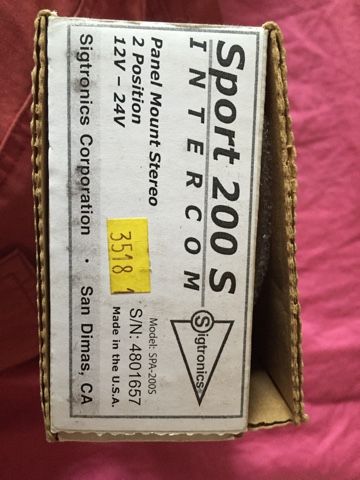 Sport 200 S
INTERCOM
Sigtronics
Panel Mount Stereo
2 Position
12V – 24V
Model: SPA-200S
S/N: 4801657
Made in the U.S.A.
3518
Sigtronics Corporation • San Dimas, CA